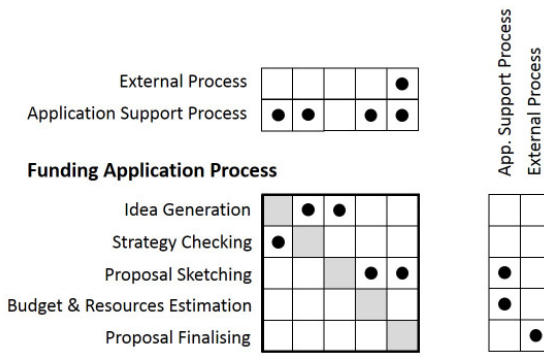 External Process
Application Support Process
App. Support Process
External Process
Funding Application Process
Idea Generation
Strategy Checking
Proposal Sketching
Budget & Resources Estimation
Proposal Finalising